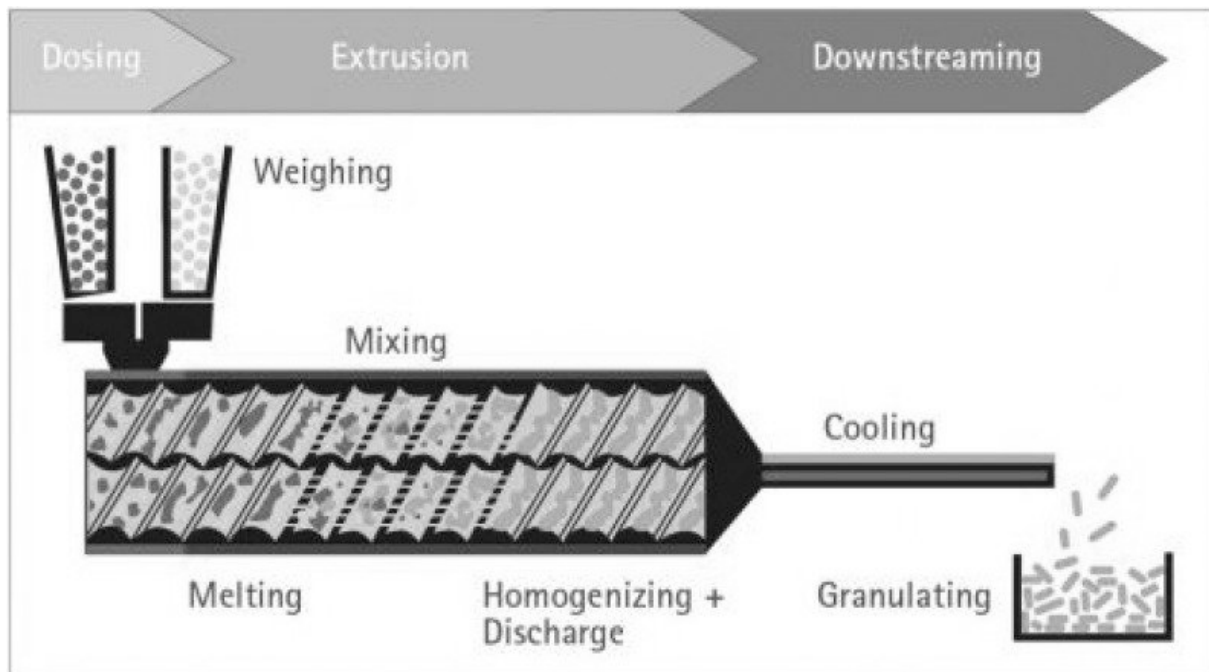 Dosing
Extrusion
Downstreaming
Weighing
Mixing
Cooling
Melting
Homogenizing +
Discharge
Granulating